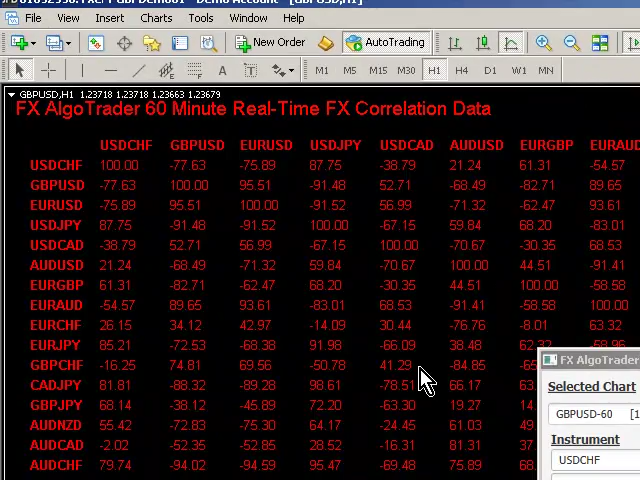 File View Insert Charts Tools Window Help
New Order AutoTrading
A T M1 M5 M15 M30 H1 H4 D1 W1 MN
GBPUSD,H1 1.23718 1.23718 1.23663 1.23679
FX AlgoTrader 60 Minute Real-Time FX Correlation Data
USDCHF GBPUSD EURUSD USDJPY USDCAD AUDUSD EURGBP EURAUD
USDCHF 100.00 -77.63 -75.89 87.75 -38.79 21.24 61.31 -54.57
GBPUSD -77.63 100.00 95.51 -91.48 52.71 -68.49 -82.71 89.65
EURUSD -75.89 95.51 100.00 -91.52 56.99 -71.32 -62.47 93.61
USDJPY 87.75 -91.48 -91.52 100.00 -67.15 59.84 68.20 -83.01
USDCAD -38.79 52.71 56.99 -67.15 100.00 -70.67 -30.35 68.53
AUDUSD 21.24 -68.49 -71.32 59.84 -70.67 100.00 44.51 -91.41
EURGBP 61.31 -82.71 -62.47 68.20 -30.35 44.51 100.00 -58.58
EURAUD -54.57 89.65 93.61 -83.01 68.53 -91.41 -58.58 100.00
EURCHF 26.15 34.12 42.97 -14.09 30.44 -76.76 -8.01 63.32
EURJPY 85.21 -72.53 -68.38 91.98 -66.09 38.48 62.32 -58.96
GBPCHF -16.25 74.81 69.56 -50.78 41.29 -84.85
CADJPY 81.81 -88.32 -89.28 98.61 -78.51 66.17 63.
GBPJPY 68.14 -38.12 -45.89 72.20 -63.30 19.27 14.
AUDNZD 55.42 -72.83 -75.30 64.17 -24.45 61.03 49.
AUDCAD -2.02 -52.35 -52.85 28.52 -16.31 81.31 37.
AUDCHF 79.74 -94.02 -94.59 95.47 -69.48 75.89 68.
FX AlgoTrader
Selected Chart
GBPUSD-60 [1
Instrument
USDCHF